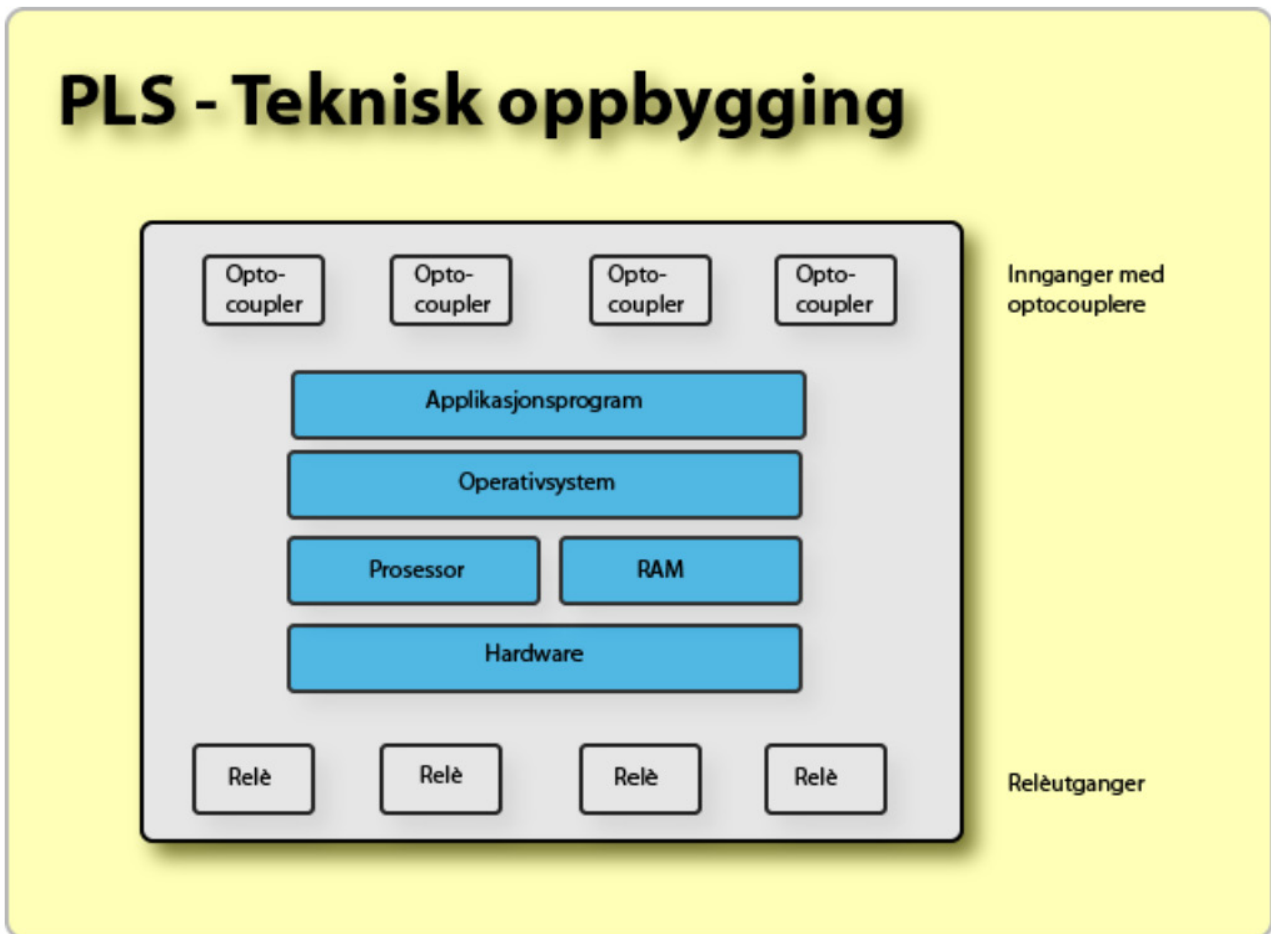 PLS - Teknisk oppbygging
Opto-
coupler
Opto-
coupler
Opto-
coupler
Opto-
coupler
Innganger med
optocouplere
Applikasjonsprogram
Operativsystem
Prosessor
RAM
Hardware
Relè
Relè
Relè
Relè
Relèutganger